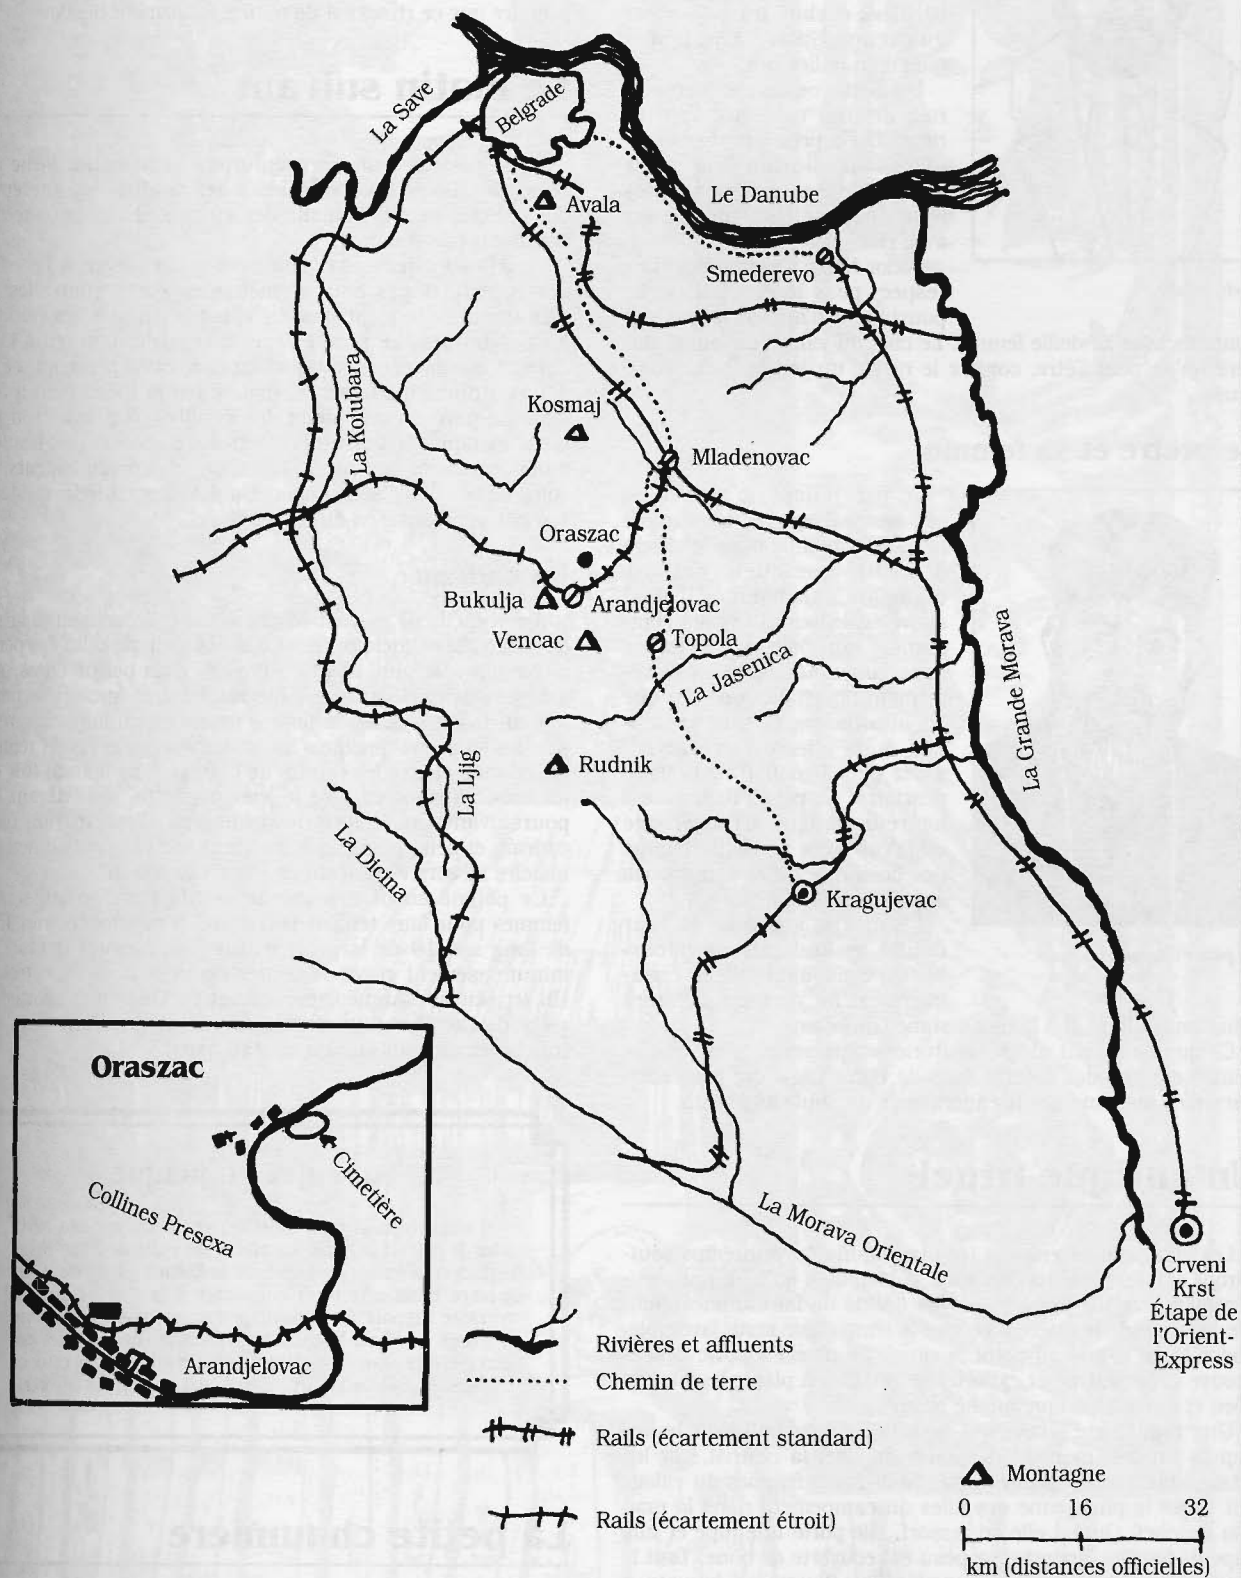 La Save
Belgrade
Avala
Le Danube
Smederevo
La Kolubara
Kosmaj
Mladenovac
Oraszac
Bukulja
Arandjelovac
Vencac
Topola
La Jasenica
La Grande Morava
Rudnik
La Ljig
La Dicina
Kragujevac
Oraszac
Cimetière
Collines Presexa
Arandjelovac
La Morava Orientale
Crveni
Krst
Étape de
l'Orient-
Express
Rivières et affluents
Chemin de terre
Rails (écartement standard)
Rails (écartement étroit)
Montagne
0 16 32
km (distances officielles)